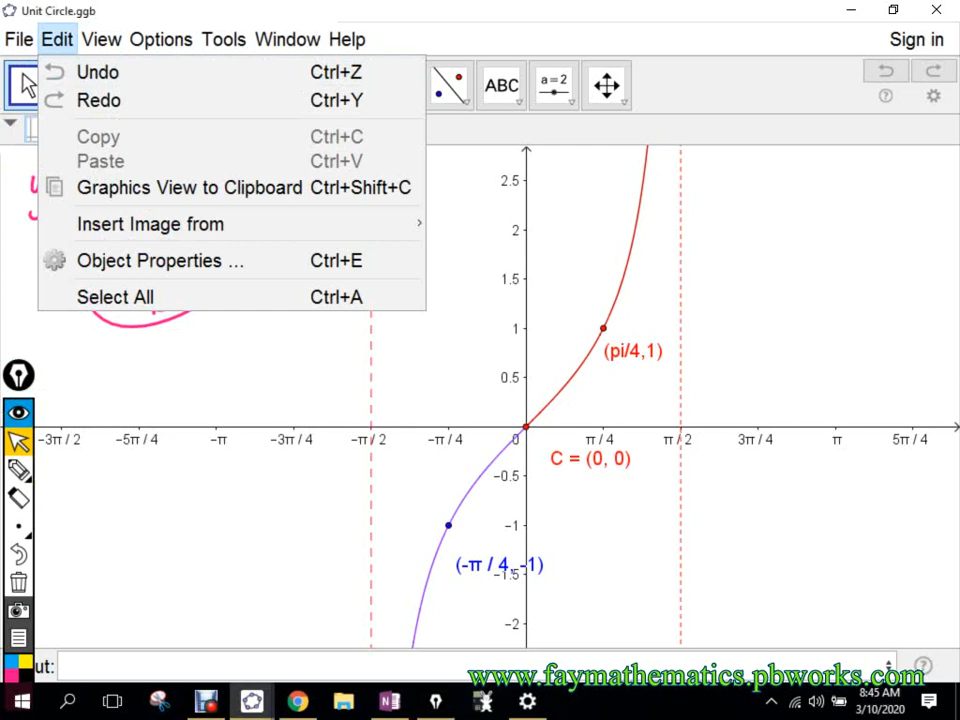 Unit Circle.ggb
File Edit View Options Tools Window Help Sign in
Undo Ctrl+Z
Redo Ctrl+Y
Copy Ctrl+C
Paste Ctrl+V
Graphics View to Clipboard Ctrl+Shift+C
Insert Image from
Object Properties ... Ctrl+E
Select All Ctrl+A
ABC
a=2
2.5
2
1.5
1
(pi/4,1)
0.5
-3π / 2 -5π / 4 -π -3π / 4 -π / 2 -π / 4 0 π / 4 π / 2 3π / 4 π 5π / 4
C = (0, 0)
-0.5
-1
(-π / 4, -1)
-1.5
-2
ut:
www.faymathematics.pbworks.com
8:45 AM
3/10/2020